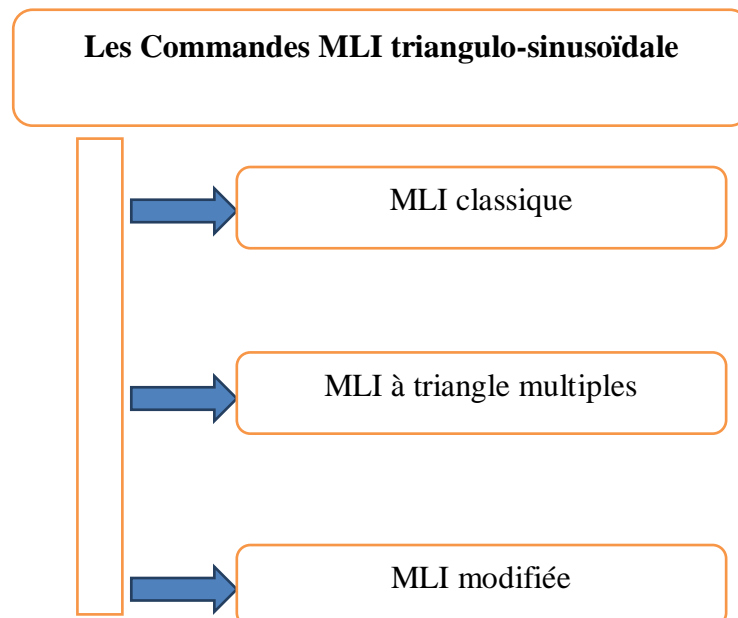 Les Commandes MLI triangulo-sinusoïdale
MLI classique
MLI à triangle multiples
MLI modifiée